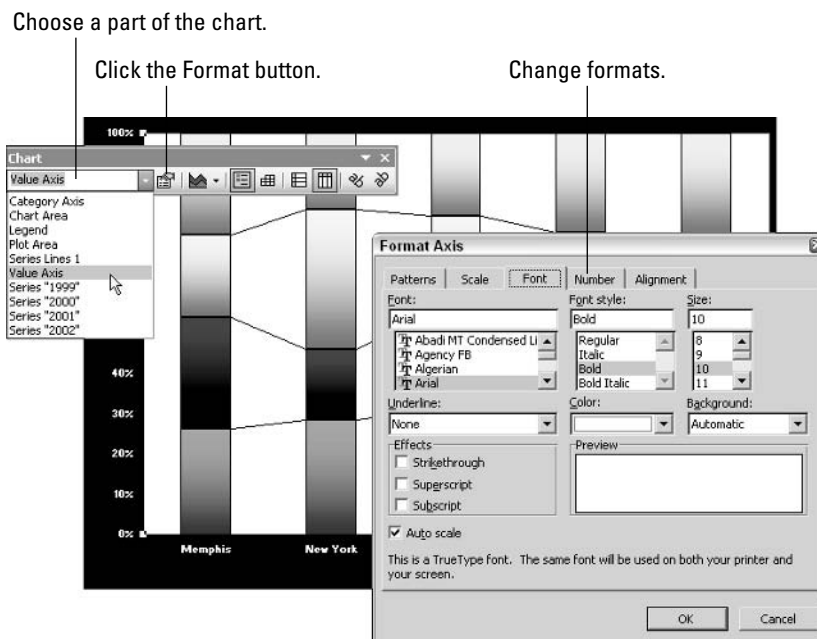 Choose a part of the chart.
Click the Format button.
Change formats.
100%
Chart
Value Axis
Category Axis
Chart Area
Legend
Plot Area
Series Lines 1
Value Axis
Series "1999"
Series "2000"
Series "2001"
Series "2002"
40%
30%
20%
10%
0%
Memphis
New York
Format Axis
Patterns
Scale
Font
Number
Alignment
Font:
Font style:
Size:
Arial
Bold
10
Abadi MT Condensed Li
Agency FB
Algerian
Arial
Regular
Italic
Bold
Bold Italic
8
9
10
11
Underline:
Color:
Background:
None
Automatic
Effects
Strikethrough
Superscript
Subscript
Preview
Auto scale
This is a TrueType font. The same font will be used on both your printer and
your screen.
OK
Cancel